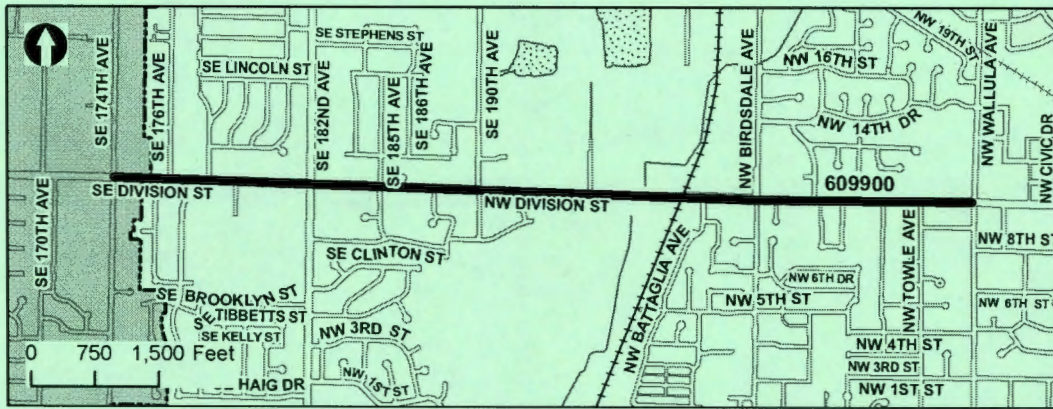 SE STEPHENS ST
NW 19TH ST
SE LINCOLN ST
NW 16TH ST
SE 174TH AVE
SE 176TH AVE
SE 182ND AVE
SE 185TH AVE
SE 186TH AVE
SE 190TH AVE
NW BIRDSDALE AVE
NW 14TH DR
NW WALLULA AVE
NW CIVIC DR
609900
SE DIVISION ST
NW DIVISION ST
SE 170TH AVE
SE CLINTON ST
NW BATTAGLIA AVE
NW TOWLE AVE
NW 8TH ST
NW 6TH DR
SE BROOKLYN ST
NW 5TH ST
NW 6TH ST
SE TIBBETTS ST
SE KELLY ST
NW 3RD ST
NW 4TH ST
NW 3RD ST
0 750 1,500 Feet
HAIG DR
NW 1ST ST
NW 1ST ST